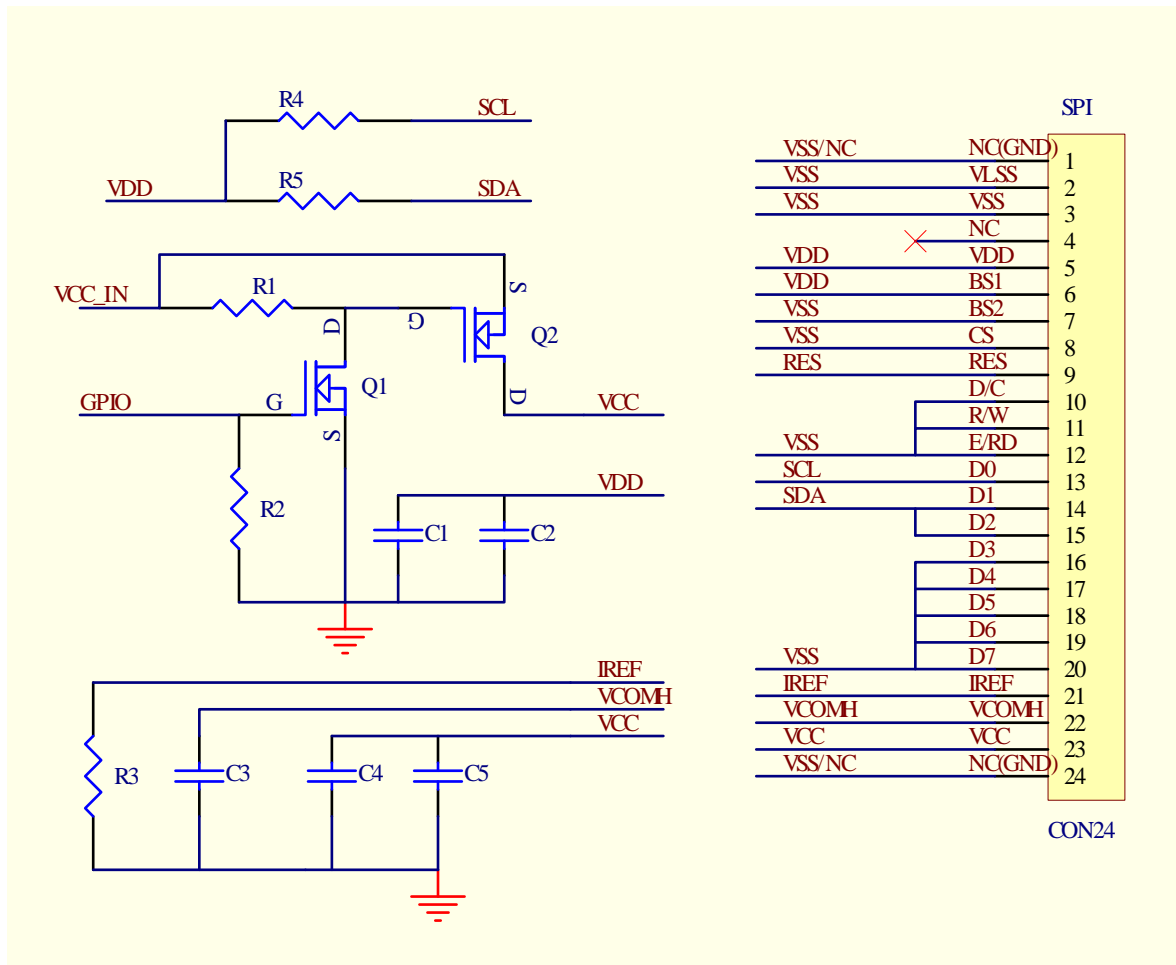 R4 SCL
VDD R5 SDA
VCC_IN R1 D G S Q2
GPIO G Q1 S D VCC
R2 VDD
C1 C2
IREF
VCOMH
VCC
R3 C3 C4 C5
SPI
VSS/NC NC(GND) 1
VSS VLSS 2
VSS VSS 3
NC 4
VDD VDD 5
VDD BS1 6
VSS BS2 7
VSS CS 8
RES RES 9
D/C 10
R/W 11
VSS E/RD 12
SCL D0 13
SDA D1 14
D2 15
D3 16
D4 17
D5 18
D6 19
VSS D7 20
IREF IREF 21
VCOMH VCOMH 22
VCC VCC 23
VSS/NC NC(GND) 24
CON24